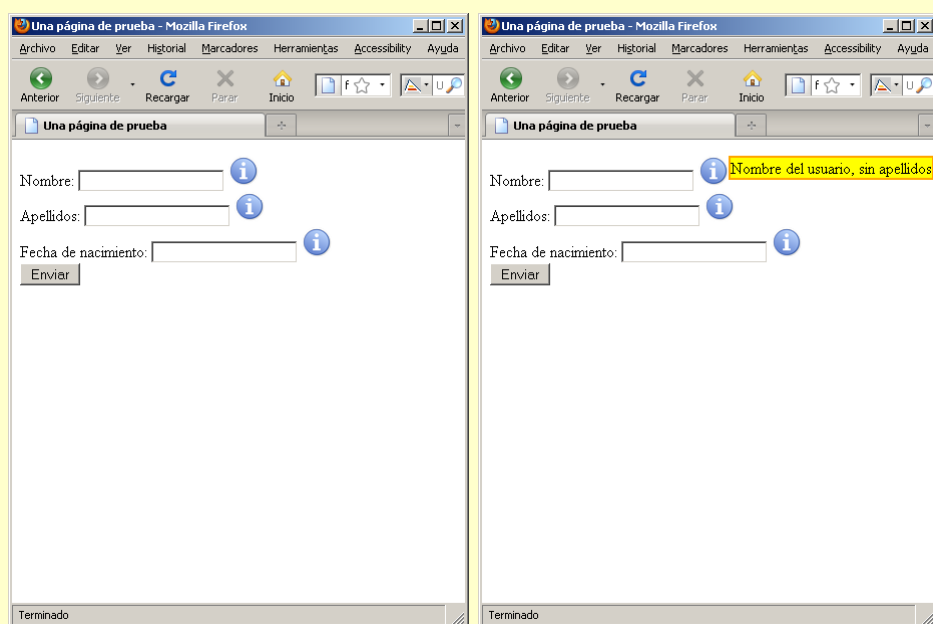 Una página de prueba - Mozilla Firefox
Archivo Editar Ver Historial Marcadores Herramientas Accessibility Ayuda
Anterior Siguiente Recargar Parar Inicio f U
Una página de prueba
Nombre:
Apellidos:
Fecha de nacimiento:
Enviar
Terminado
Una página de prueba - Mozilla Firefox
Archivo Editar Ver Historial Marcadores Herramientas Accessibility Ayuda
Anterior Siguiente Recargar Parar Inicio f U
Una página de prueba
Nombre: Nombre del usuario, sin apellidos
Apellidos:
Fecha de nacimiento:
Enviar
Terminado